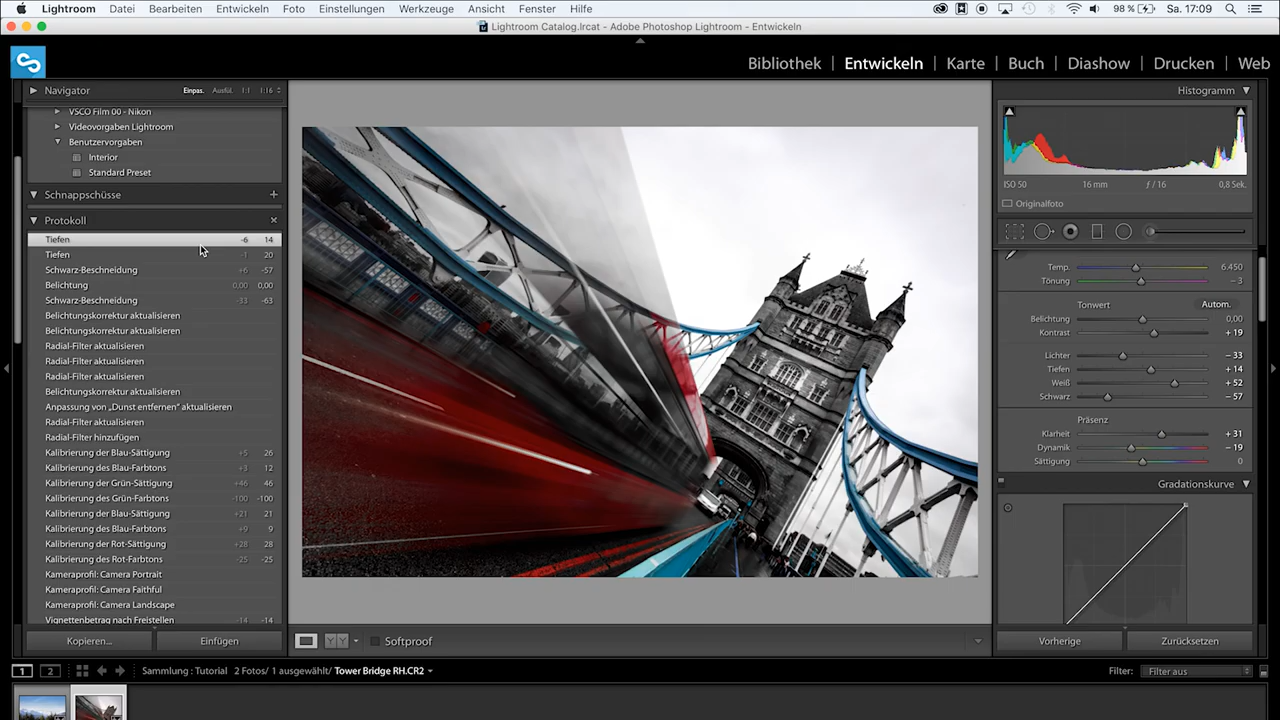 Lightroom Datei Bearbeiten Entwickeln Foto Einstellungen Werkzeuge Ansicht Fenster Hilfe 98 % Sa. 17:09
Lightroom Catalog.lrcat - Adobe Photoshop Lightroom - Entwickeln
Bibliothek Entwickeln Karte Buch Diashow Drucken Web
Navigator Einpas. Ausfül. 1:1 1:16
VSCO Film 00 - Nikon
Videovorgaben Lightroom
Benutzervorgaben
Interior
Standard Preset
Schnappschüsse +
Protokoll
Tiefen -6 14
Tiefen -1 20
Schwarz-Beschneidung +6 -57
Belichtung 0,00 0,00
Schwarz-Beschneidung -33 -63
Belichtungskorrektur aktualisieren
Belichtungskorrektur aktualisieren
Radial-Filter aktualisieren
Radial-Filter aktualisieren
Radial-Filter aktualisieren
Belichtungskorrektur aktualisieren
Anpassung von „Dunst entfernen“ aktualisieren
Radial-Filter aktualisieren
Radial-Filter hinzufügen
Kalibrierung der Blau-Sättigung +5 26
Kalibrierung des Blau-Farbtons +3 12
Kalibrierung der Grün-Sättigung +46 46
Kalibrierung des Grün-Farbtons -100 -100
Kalibrierung der Blau-Sättigung +21 21
Kalibrierung des Blau-Farbtons +9 9
Kalibrierung der Rot-Sättigung +28 28
Kalibrierung des Rot-Farbtons -25 -25
Kameraprofil: Camera Portrait
Kameraprofil: Camera Faithful
Kameraprofil: Camera Landscape
Vignettenbetrag nach Freistellen -14 -14
Kopieren... Einfügen
Softproof
Histogramm
ISO 50 16 mm ƒ / 16 0,8 Sek.
Originalfoto
Temp. 6.450
Tönung – 3
Tonwert Autom.
Belichtung 0,00
Kontrast + 19
Lichter – 33
Tiefen + 14
Weiß + 52
Schwarz – 57
Präsenz
Klarheit + 31
Dynamik – 19
Sättigung 0
Gradationskurve
Vorherige Zurücksetzen
1 2 Sammlung : Tutorial 2 Fotos/ 1 ausgewählt/ Tower Bridge RH.CR2 Filter: Filter aus